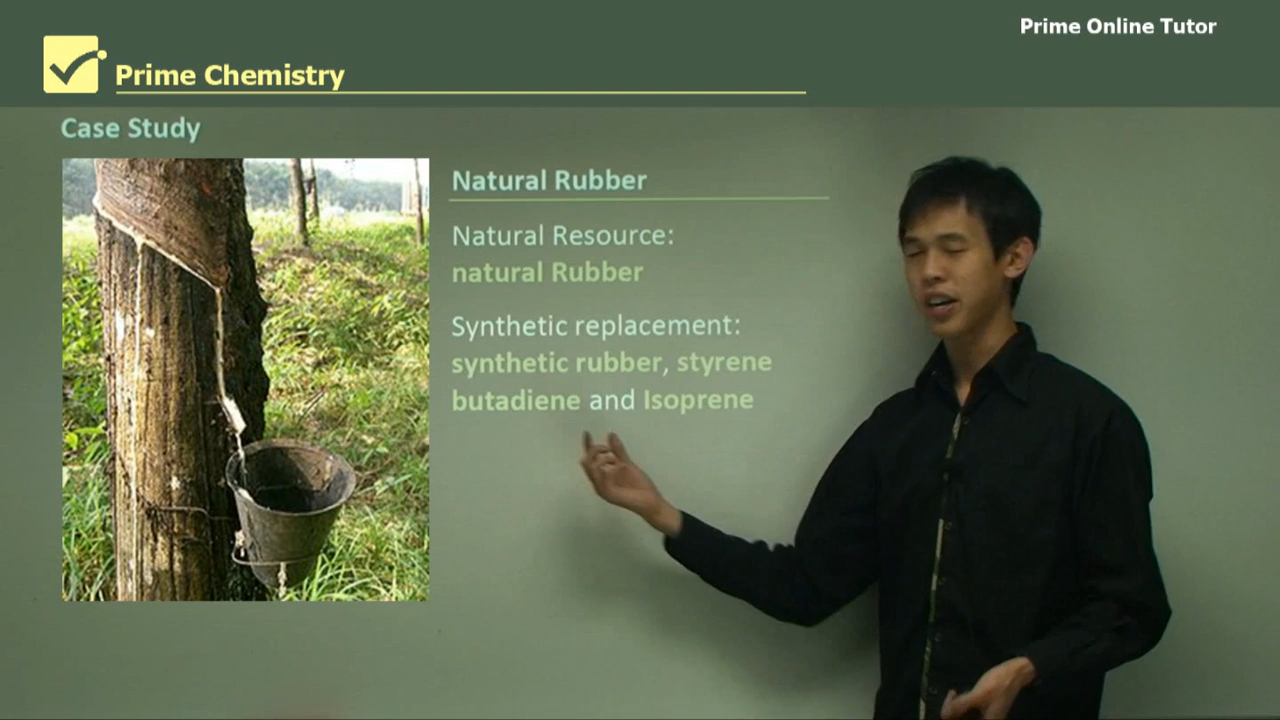 Prime Online Tutor
Prime Chemistry
Case Study
Natural Rubber
Natural Resource:
natural Rubber
Synthetic replacement:
synthetic rubber, styrene
butadiene and Isoprene